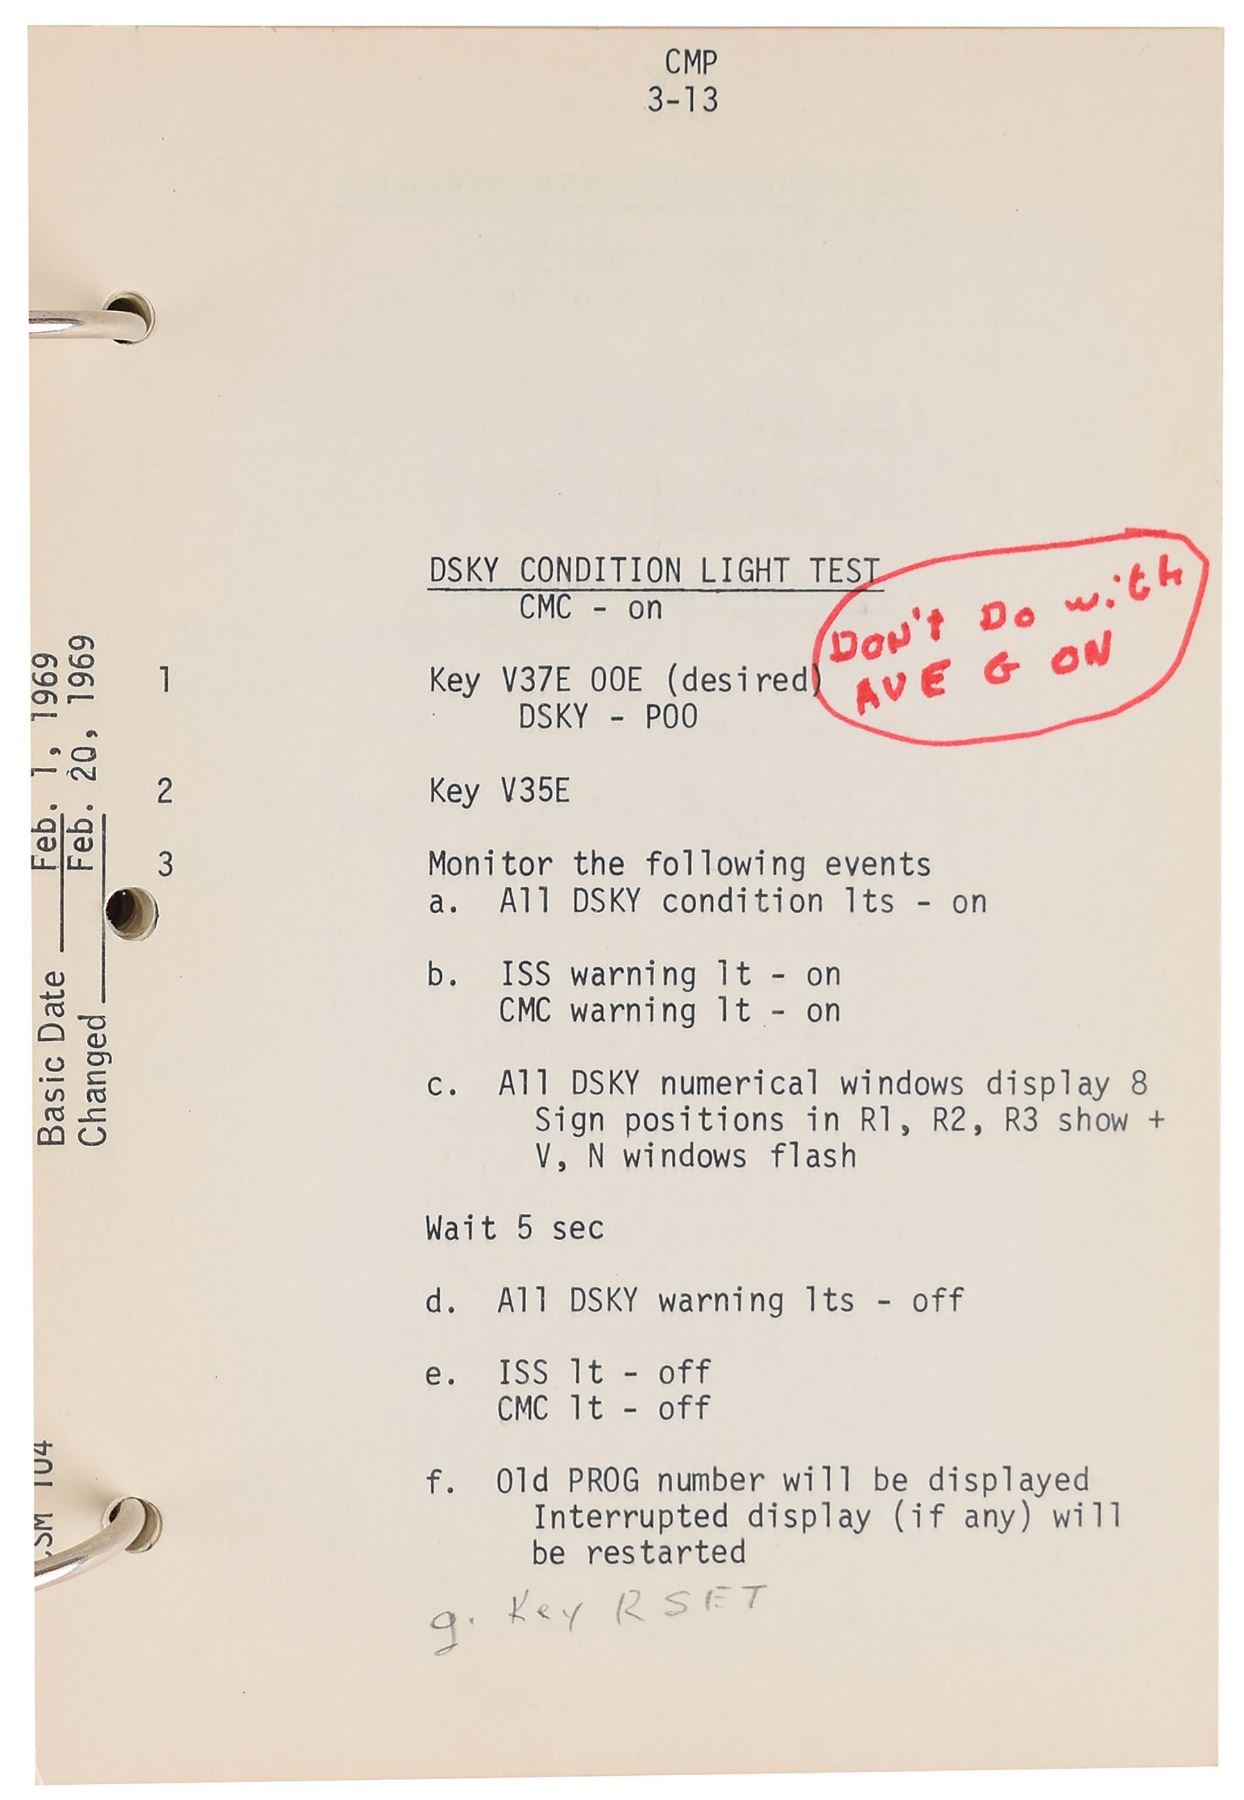 CMP
3-13
DSKY CONDITION LIGHT TEST
CMC - on
DON'T DO with
AVE G ON
1 Key V37E 00E (desired)
DSKY - P00
2 Key V35E
3 Monitor the following events
a. All DSKY condition lts - on
b. ISS warning lt - on
CMC warning lt - on
c. All DSKY numerical windows display 8
Sign positions in R1, R2, R3 show +
V, N windows flash
Wait 5 sec
d. All DSKY warning lts - off
e. ISS lt - off
CMC lt - off
f. Old PROG number will be displayed
Interrupted display (if any) will
be restarted
g. Key RSET
Basic Date Feb. 1, 1969
Changed Feb. 20, 1969
SM 104